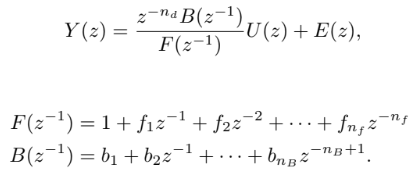 Y(z) = \frac{z^{-n_d} B(z^{-1})}{F(z^{-1})} U(z) + E(z),
F(z^{-1}) = 1 + f_1 z^{-1} + f_2 z^{-2} + \cdots + f_{n_f} z^{-n_f}
B(z^{-1}) = b_1 + b_2 z^{-1} + \cdots + b_{n_B} z^{-n_B+1}.